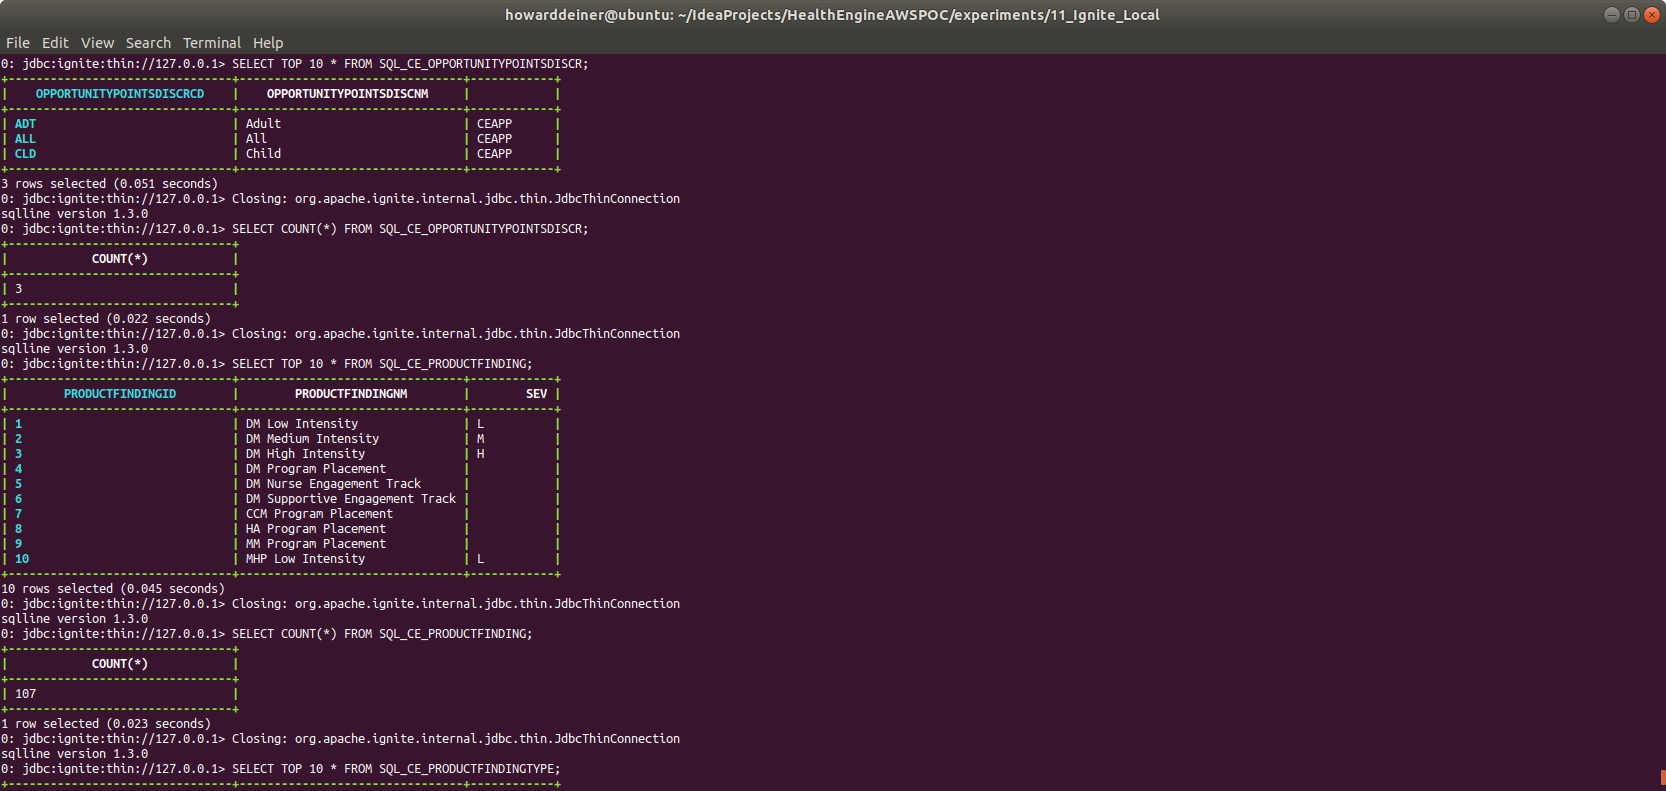 howarddeiner@ubuntu: ~/IdeaProjects/HealthEngineAWSPOC/experiments/11_Ignite_Local
File Edit View Search Terminal Help
0: jdbc:ignite:thin://127.0.0.1> SELECT TOP 10 * FROM SQL_CE_OPPORTUNITYPOINTSDISCR;
+--------------------------------+--------------------------------+------------+
|    OPPORTUNITYPOINTSDISCRCD    |    OPPORTUNITYPOINTSDISCNM     |            |
+--------------------------------+--------------------------------+------------+
| ADT                            | Adult                          | CEAPP      |
| ALL                            | All                            | CEAPP      |
| CLD                            | Child                          | CEAPP      |
+--------------------------------+--------------------------------+------------+
3 rows selected (0.051 seconds)
0: jdbc:ignite:thin://127.0.0.1> Closing: org.apache.ignite.internal.jdbc.thin.JdbcThinConnection
sqlline version 1.3.0
0: jdbc:ignite:thin://127.0.0.1> SELECT COUNT(*) FROM SQL_CE_OPPORTUNITYPOINTSDISCR;
+--------------------------------+
|            COUNT(*)            |
+--------------------------------+
| 3                              |
+--------------------------------+
1 row selected (0.022 seconds)
0: jdbc:ignite:thin://127.0.0.1> Closing: org.apache.ignite.internal.jdbc.thin.JdbcThinConnection
sqlline version 1.3.0
0: jdbc:ignite:thin://127.0.0.1> SELECT TOP 10 * FROM SQL_CE_PRODUCTFINDING;
+--------------------------------+--------------------------------+------------+
|        PRODUCTFINDINGID        |        PRODUCTFINDINGNM        |        SEV |
+--------------------------------+--------------------------------+------------+
| 1                              | DM Low Intensity               | L          |
| 2                              | DM Medium Intensity            | M          |
| 3                              | DM High Intensity              | H          |
| 4                              | DM Program Placement           |            |
| 5                              | DM Nurse Engagement Track      |            |
| 6                              | DM Supportive Engagement Track |            |
| 7                              | CCM Program Placement          |            |
| 8                              | HA Program Placement           |            |
| 9                              | MM Program Placement           |            |
| 10                             | MHP Low Intensity              | L          |
+--------------------------------+--------------------------------+------------+
10 rows selected (0.045 seconds)
0: jdbc:ignite:thin://127.0.0.1> Closing: org.apache.ignite.internal.jdbc.thin.JdbcThinConnection
sqlline version 1.3.0
0: jdbc:ignite:thin://127.0.0.1> SELECT COUNT(*) FROM SQL_CE_PRODUCTFINDING;
+--------------------------------+
|            COUNT(*)            |
+--------------------------------+
| 107                            |
+--------------------------------+
1 row selected (0.023 seconds)
0: jdbc:ignite:thin://127.0.0.1> Closing: org.apache.ignite.internal.jdbc.thin.JdbcThinConnection
sqlline version 1.3.0
0: jdbc:ignite:thin://127.0.0.1> SELECT TOP 10 * FROM SQL_CE_PRODUCTFINDINGTYPE;
+--------------------------------+--------------------------------+------------+